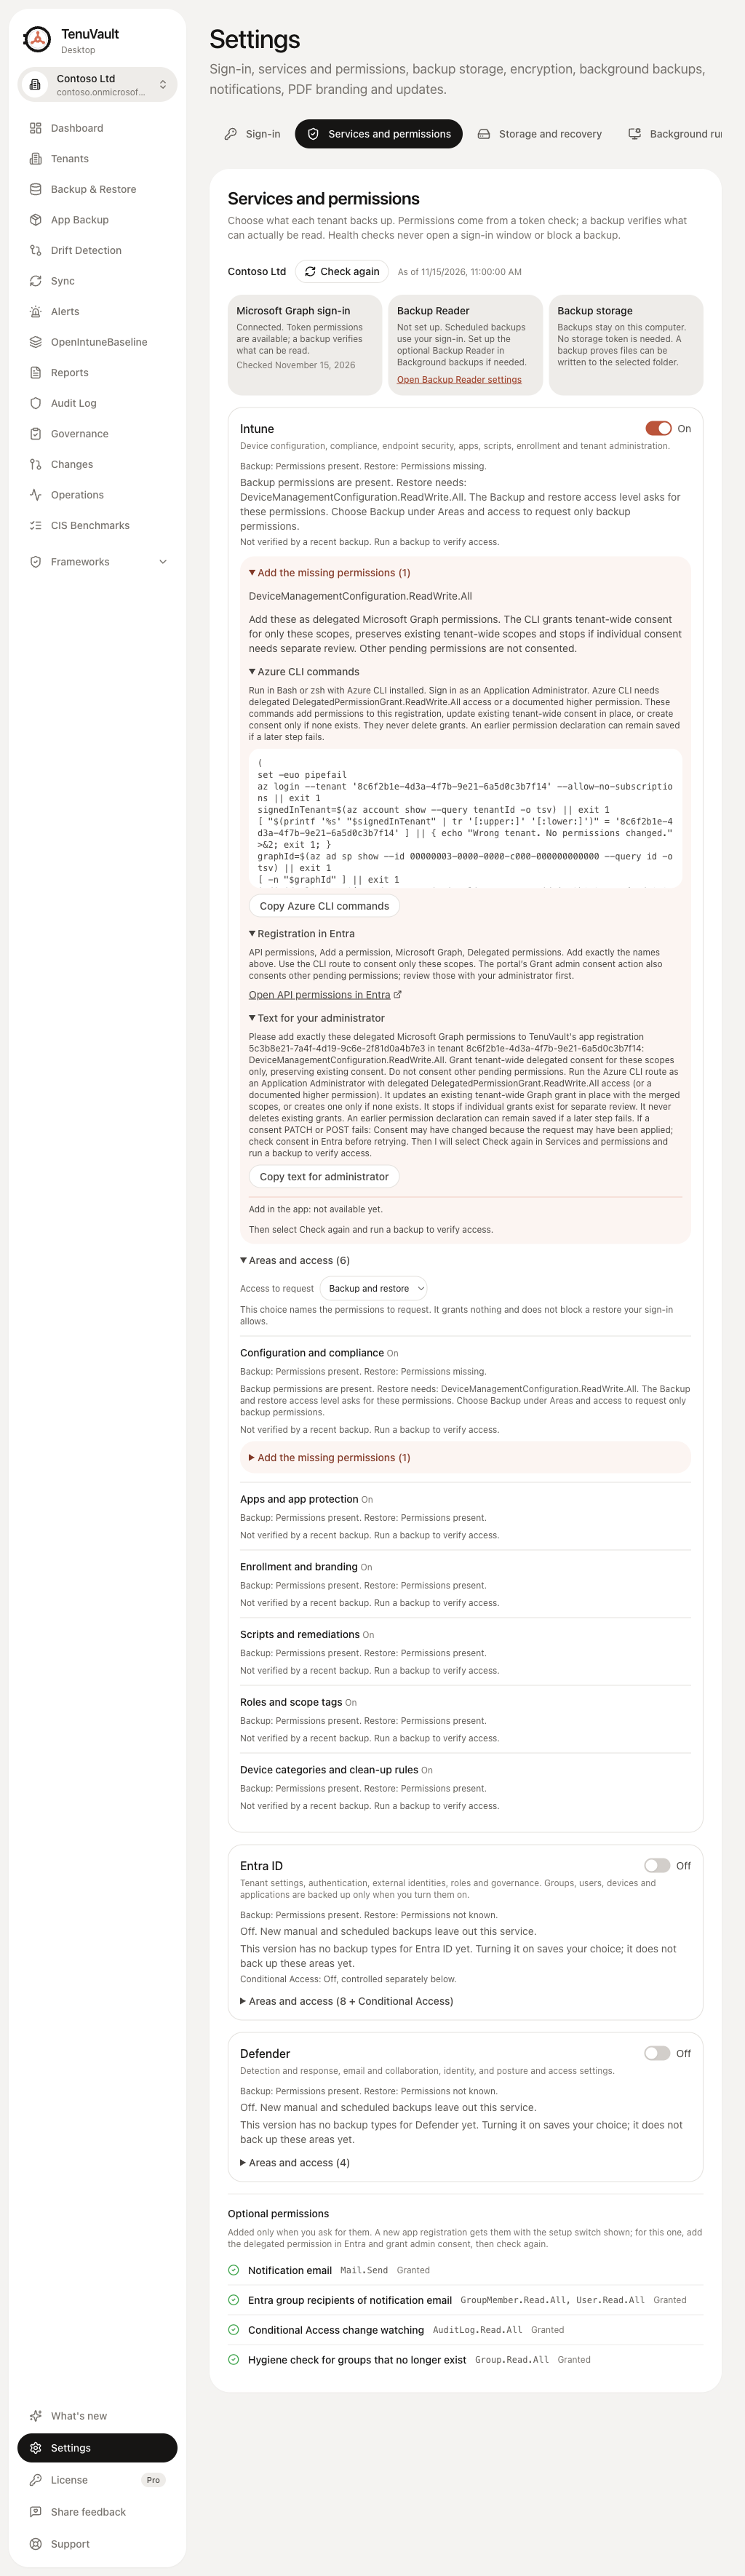 TenuVault
Desktop
Contoso Ltd
contoso.onmicrosof...
Dashboard
Tenants
Backup & Restore
App Backup
Drift Detection
Sync
Alerts
OpenIntuneBaseline
Reports
Audit Log
Governance
Changes
Operations
CIS Benchmarks
Frameworks
What's new
Settings
License
Pro
Share feedback
Support
Settings
Sign-in, services and permissions, backup storage, encryption, background backups,
notifications, PDF branding and updates.
Sign-in
Services and permissions
Storage and recovery
Background ru
Services and permissions
Choose what each tenant backs up. Permissions come from a token check; a backup verifies what
can actually be read. Health checks never open a sign-in window or block a backup.
Contoso Ltd
Check again
As of 11/15/2026, 11:00:00 AM
Microsoft Graph sign-in
Connected. Token permissions
are available; a backup verifies
what can be read.
Checked November 15, 2026
Backup Reader
Not set up. Scheduled backups
use your sign-in. Set up the
optional Backup Reader in
Background backups if needed.
Open Backup Reader settings
Backup storage
Backups stay on this computer.
No storage token is needed. A
backup proves files can be
written to the selected folder.
Intune
On
Device configuration, compliance, endpoint security, apps, scripts, enrollment and tenant administration.
Backup: Permissions present. Restore: Permissions missing.
Backup permissions are present. Restore needs:
DeviceManagementConfiguration.ReadWrite.All. The Backup and restore access level asks for
these permissions. Choose Backup under Areas and access to request only backup
permissions.
Not verified by a recent backup. Run a backup to verify access.
Add the missing permissions (1)
DeviceManagementConfiguration.ReadWrite.All
Add these as delegated Microsoft Graph permissions. The CLI grants tenant-wide consent
for only these scopes, preserves existing tenant-wide scopes and stops if individual consent
needs separate review. Other pending permissions are not consented.
Azure CLI commands
Run in Bash or zsh with Azure CLI installed. Sign in as an Application Administrator. Azure CLI needs
delegated DelegatedPermissionGrant.ReadWrite.All access or a documented higher permission. These
commands add permissions to this registration, update existing tenant-wide consent in place, or create
consent only if none exists. They never delete grants. An earlier permission declaration can remain saved
if a later step fails.
(
set -euo pipefail
az login --tenant '8c6f2b1e-4d3a-4f7b-9e21-6a5d0c3b7f14' --allow-no-subscriptio
ns || exit 1
signedInTenant=$(az account show --query tenantId -o tsv) || exit 1
[ "$(printf '%s' "$signedInTenant" | tr '[:upper:]' '[:lower:]')" = '8c6f2b1e-4
d3a-4f7b-9e21-6a5d0c3b7f14' ] || { echo "Wrong tenant. No permissions changed."
>&2; exit 1; }
graphId=$(az ad sp show --id 00000003-0000-0000-c000-000000000000 --query id -o
tsv) || exit 1
[ -n "$graphId" ] || exit 1
Copy Azure CLI commands
Registration in Entra
API permissions, Add a permission, Microsoft Graph, Delegated permissions. Add exactly the names
above. Use the CLI route to consent only these scopes. The portal's Grant admin consent action also
consents other pending permissions; review those with your administrator first.
Open API permissions in Entra
Text for your administrator
Please add exactly these delegated Microsoft Graph permissions to TenuVault's app registration
5c3b8e21-7a4f-4d19-9c6e-2f81d0a4b7e3 in tenant 8c6f2b1e-4d3a-4f7b-9e21-6a5d0c3b7f14:
DeviceManagementConfiguration.ReadWrite.All. Grant tenant-wide delegated consent for these scopes
only, preserving existing consent. Do not consent other pending permissions. Run the Azure CLI route as
an Application Administrator with delegated DelegatedPermissionGrant.ReadWrite.All access (or a
documented higher permission). It updates an existing tenant-wide Graph grant in place with the merged
scopes, or creates one only if none exists. It stops if individual grants exist for separate review. It never
deletes existing grants. An earlier permission declaration can remain saved if a later step fails. If a
consent PATCH or POST fails: Consent may have changed because the request may have been applied;
check consent in Entra before retrying. Then I will select Check again in Services and permissions and
run a backup to verify access.
Copy text for administrator
Add in the app: not available yet.
Then select Check again and run a backup to verify access.
Areas and access (6)
Access to request
Backup and restore
This choice names the permissions to request. It grants nothing and does not block a restore your sign-in
allows.
Configuration and compliance On
Backup: Permissions present. Restore: Permissions missing.
Backup permissions are present. Restore needs: DeviceManagementConfiguration.ReadWrite.All. The Backup
and restore access level asks for these permissions. Choose Backup under Areas and access to request only
backup permissions.
Not verified by a recent backup. Run a backup to verify access.
Add the missing permissions (1)
Apps and app protection On
Backup: Permissions present. Restore: Permissions present.
Not verified by a recent backup. Run a backup to verify access.
Enrollment and branding On
Backup: Permissions present. Restore: Permissions present.
Not verified by a recent backup. Run a backup to verify access.
Scripts and remediations On
Backup: Permissions present. Restore: Permissions present.
Not verified by a recent backup. Run a backup to verify access.
Roles and scope tags On
Backup: Permissions present. Restore: Permissions present.
Not verified by a recent backup. Run a backup to verify access.
Device categories and clean-up rules On
Backup: Permissions present. Restore: Permissions present.
Not verified by a recent backup. Run a backup to verify access.
Entra ID
Off
Tenant settings, authentication, external identities, roles and governance. Groups, users, devices and
applications are backed up only when you turn them on.
Backup: Permissions present. Restore: Permissions not known.
Off. New manual and scheduled backups leave out this service.
This version has no backup types for Entra ID yet. Turning it on saves your choice; it does not
back up these areas yet.
Conditional Access: Off, controlled separately below.
Areas and access (8 + Conditional Access)
Defender
Off
Detection and response, email and collaboration, identity, and posture and access settings.
Backup: Permissions present. Restore: Permissions not known.
Off. New manual and scheduled backups leave out this service.
This version has no backup types for Defender yet. Turning it on saves your choice; it does not
back up these areas yet.
Areas and access (4)
Optional permissions
Added only when you ask for them. A new app registration gets them with the setup switch shown; for this one, add
the delegated permission in Entra and grant admin consent, then check again.
Notification email Mail.Send Granted
Entra group recipients of notification email GroupMember.Read.All, User.Read.All Granted
Conditional Access change watching AuditLog.Read.All Granted
Hygiene check for groups that no longer exist Group.Read.All Granted